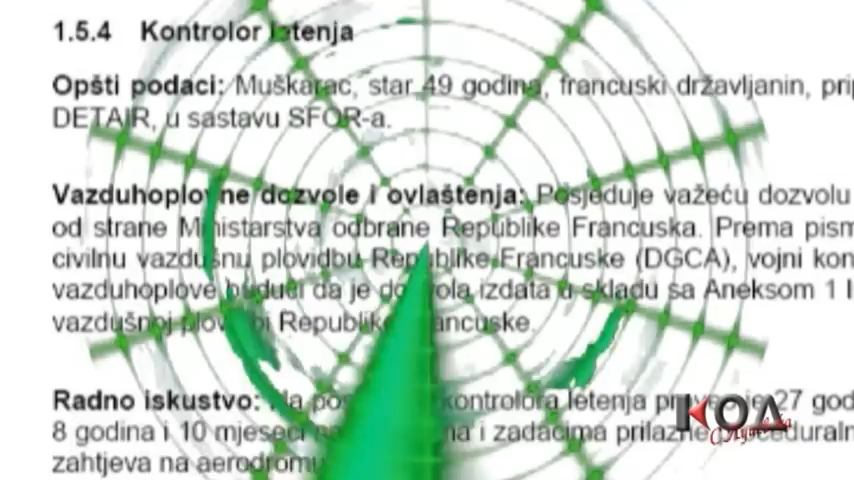 1.5.4 Kontrolor letenja
Opšti podaci: Muškarac, star 49 godina, francuski državljanin,
DETAIR, u sastavu SFOR-a.
Vazduhoplovne dozvole i ovlaštenja: Posjeduje važeću dozvolu
od strane Ministarstva odbrane Republike Francuska. Prema
civilnu vazdušnu plovidbu Republike Francuske (DGCA), vojni
vazduhoplove budući da je dozvola izdata u skladu sa Aneksom 1
vazdušnoj plovidbi Republike Francuske.
Radno iskustvo: Na kontrolora letenja 27
8 godina i 10 mjeseci i zadacima prilazne
zahtjeva na aerodromu
КОД